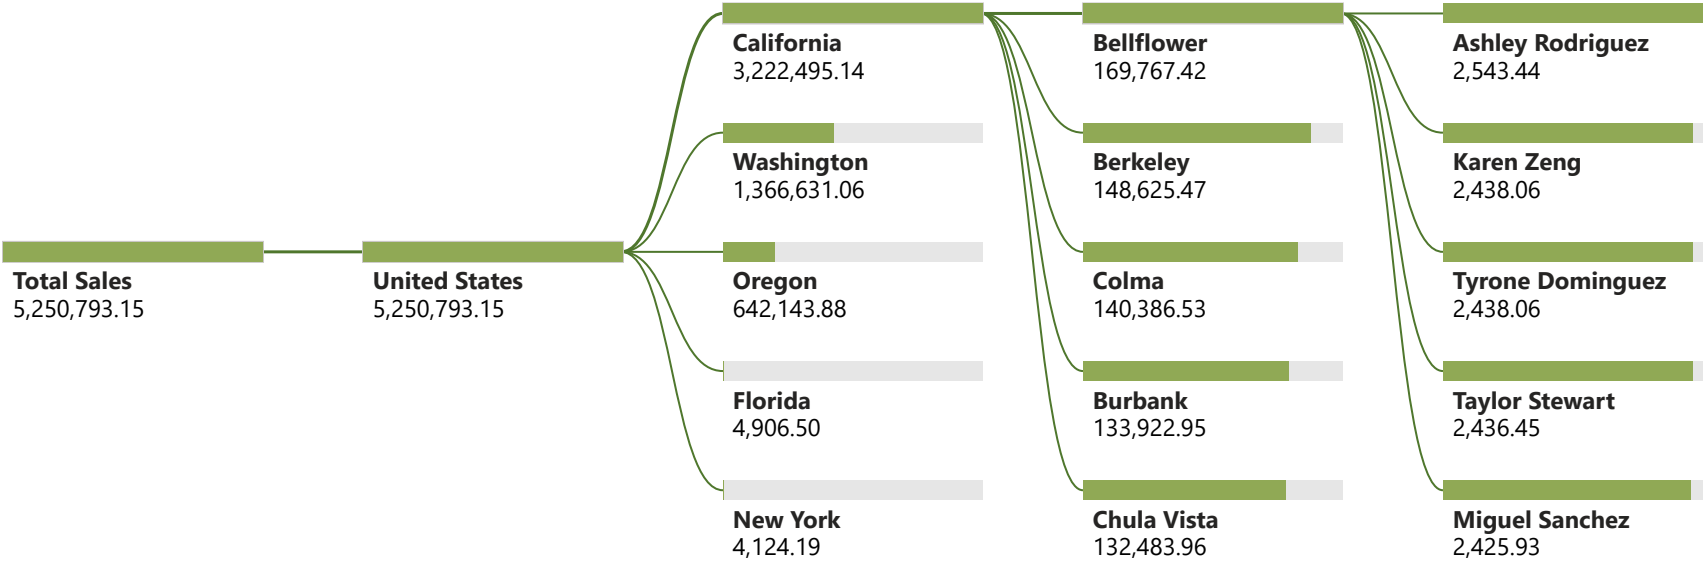 Total Sales
5,250,793.15
United States
5,250,793.15
California
3,222,495.14
Washington
1,366,631.06
Oregon
642,143.88
Florida
4,906.50
New York
4,124.19
Bellflower
169,767.42
Berkeley
148,625.47
Colma
140,386.53
Burbank
133,922.95
Chula Vista
132,483.96
Ashley Rodriguez
2,543.44
Karen Zeng
2,438.06
Tyrone Dominguez
2,438.06
Taylor Stewart
2,436.45
Miguel Sanchez
2,425.93